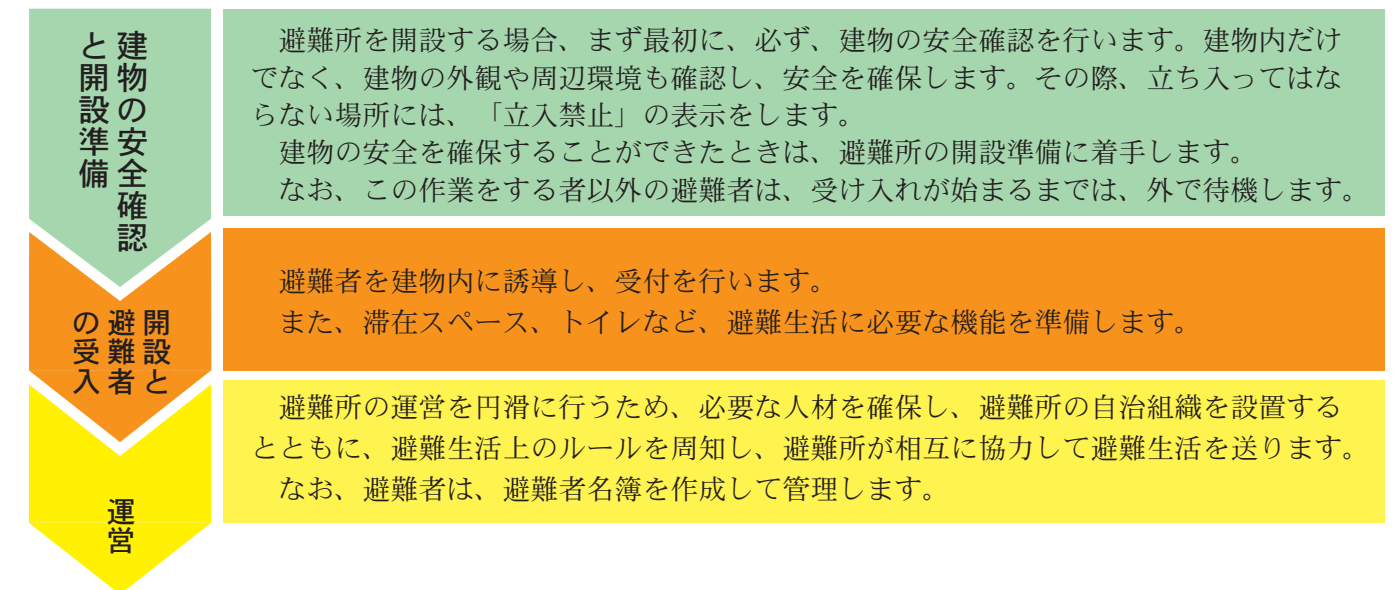 建物の安全確認
と開設準備
避難所を開設する場合、まず最初に、必ず、建物の安全確認を行います。建物内だけ
でなく、建物の外観や周辺環境も確認し、安全を確保します。その際、立ち入ってはな
らない場所には、「立入禁止」の表示をします。
建物の安全を確保することができたときは、避難所の開設準備に着手します。
なお、この作業をする者以外の避難者は、受け入れが始まるまでは、外で待機します。
開設と
避難者
の受入
避難者を建物内に誘導し、受付を行います。
また、滞在スペース、トイレなど、避難生活に必要な機能を準備します。
運営
避難所の運営を円滑に行うため、必要な人材を確保し、避難所の自治組織を設置する
とともに、避難生活上のルールを周知し、避難所が相互に協力して避難生活を送ります。
なお、避難者は、避難者名簿を作成して管理します。